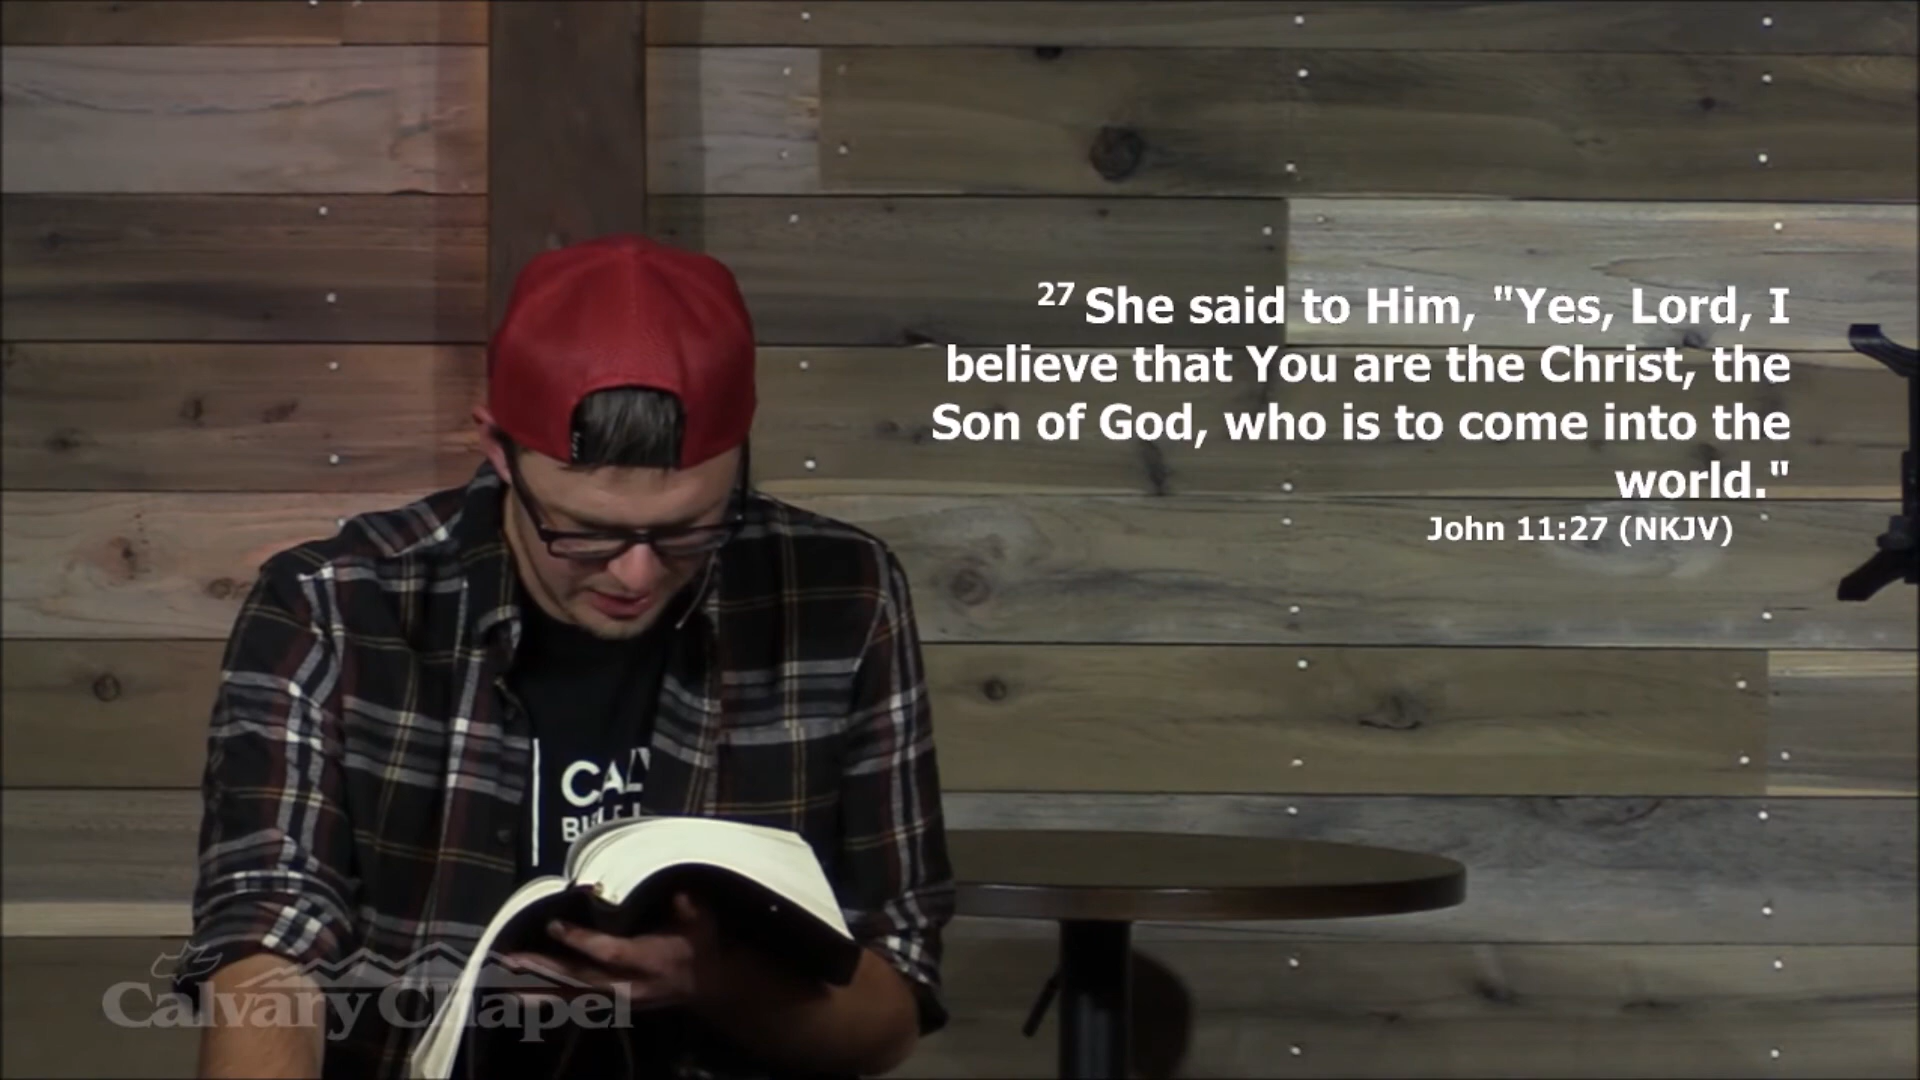 27 She said to Him, "Yes, Lord, I
believe that You are the Christ, the
Son of God, who is to come into the
world."
John 11:27 (NKJV)
CALV
Calvary Chapel